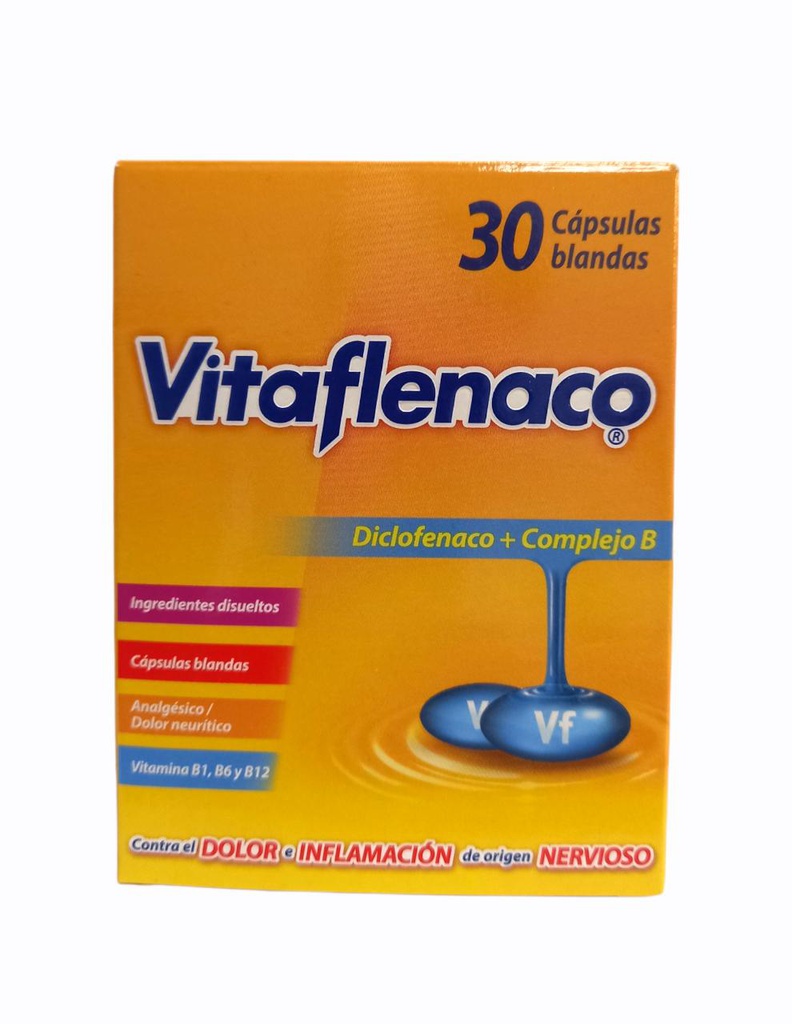 30 Cápsulas
blandas
Vitaflenaco®
Diclofenaco + Complejo B
Ingredientes disueltos
Cápsulas blandas
Analgésico /
Dolor neurítico
Vitamina B1, B6 y B12
V
Vf
Contra el DOLOR e INFLAMACIÓN de origen NERVIOSO